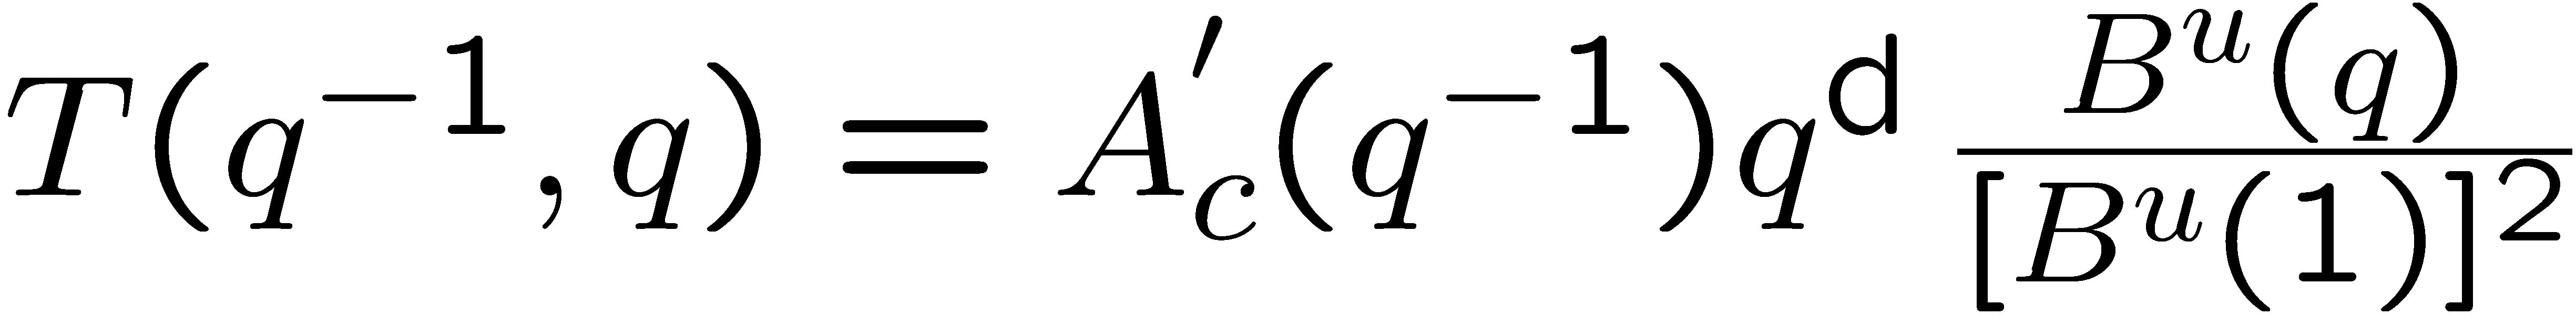 T(q^{-1}, q) = A_c^{'}(q^{-1})q^{d} \frac{B^{u}(q)}{[B^{u}(1)]^{2}}